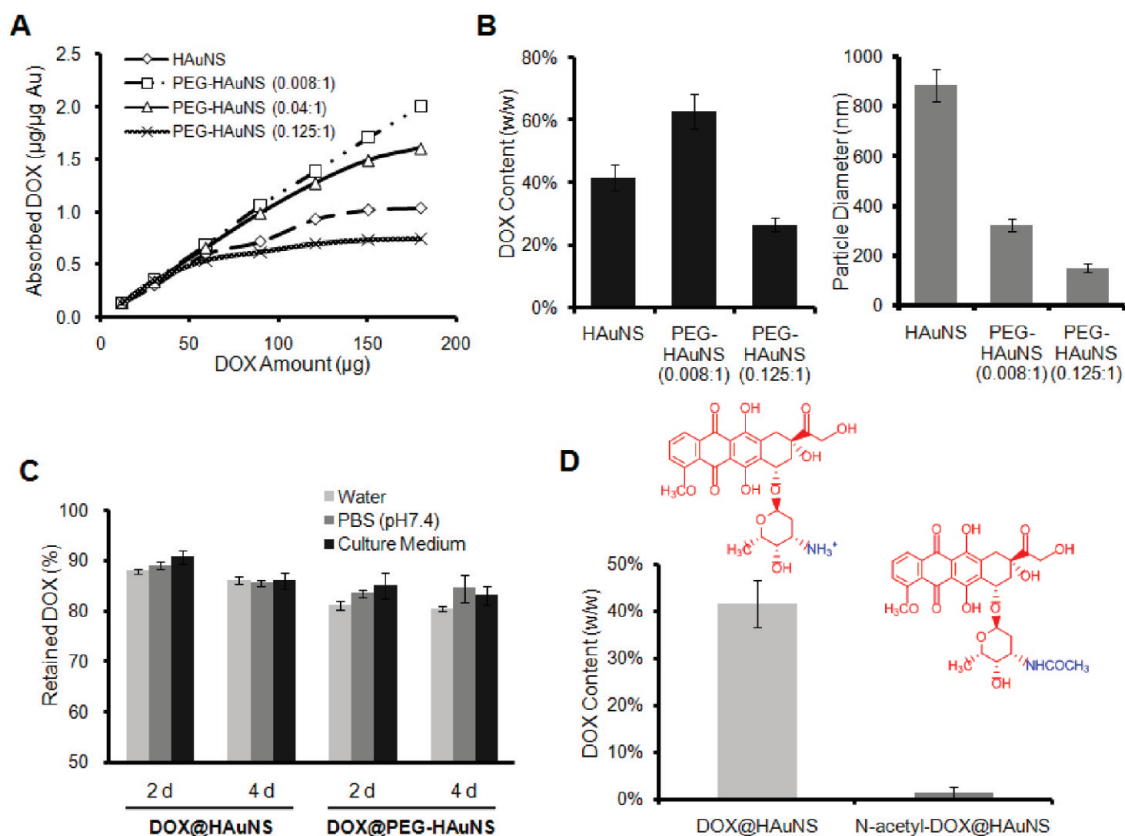 A
HAuNS
PEG-HAuNS (0.008:1)
PEG-HAuNS (0.04:1)
PEG-HAuNS (0.125:1)
2.5
2.0
1.5
1.0
0.5
0.0
Absorbed DOX (µg/µg Au)
0 50 100 150 200
DOX Amount (µg)
B
80%
60%
40%
20%
0%
DOX Content (w/w)
HAuNS
PEG-
HAuNS
(0.008:1)
PEG-
HAuNS
(0.125:1)
1000
800
600
400
200
0
Particle Diameter (nm)
HAuNS
PEG-
HAuNS
(0.008:1)
PEG-
HAuNS
(0.125:1)
C
Water
PBS (pH7.4)
Culture Medium
100
90
80
70
60
50
Retained DOX (%)
2 d 4 d 2 d 4 d
DOX@HAuNS DOX@PEG-HAuNS
D
O OH O OH
OH
H₃CO O OH O
O
H₃C NH₃⁺
OH
O OH O OH
OH
H₃CO O OH O
O
H₃C NHCOCH₃
OH
50%
40%
30%
20%
10%
0%
DOX Content (w/w)
DOX@HAuNS N-acetyl-DOX@HAuNS